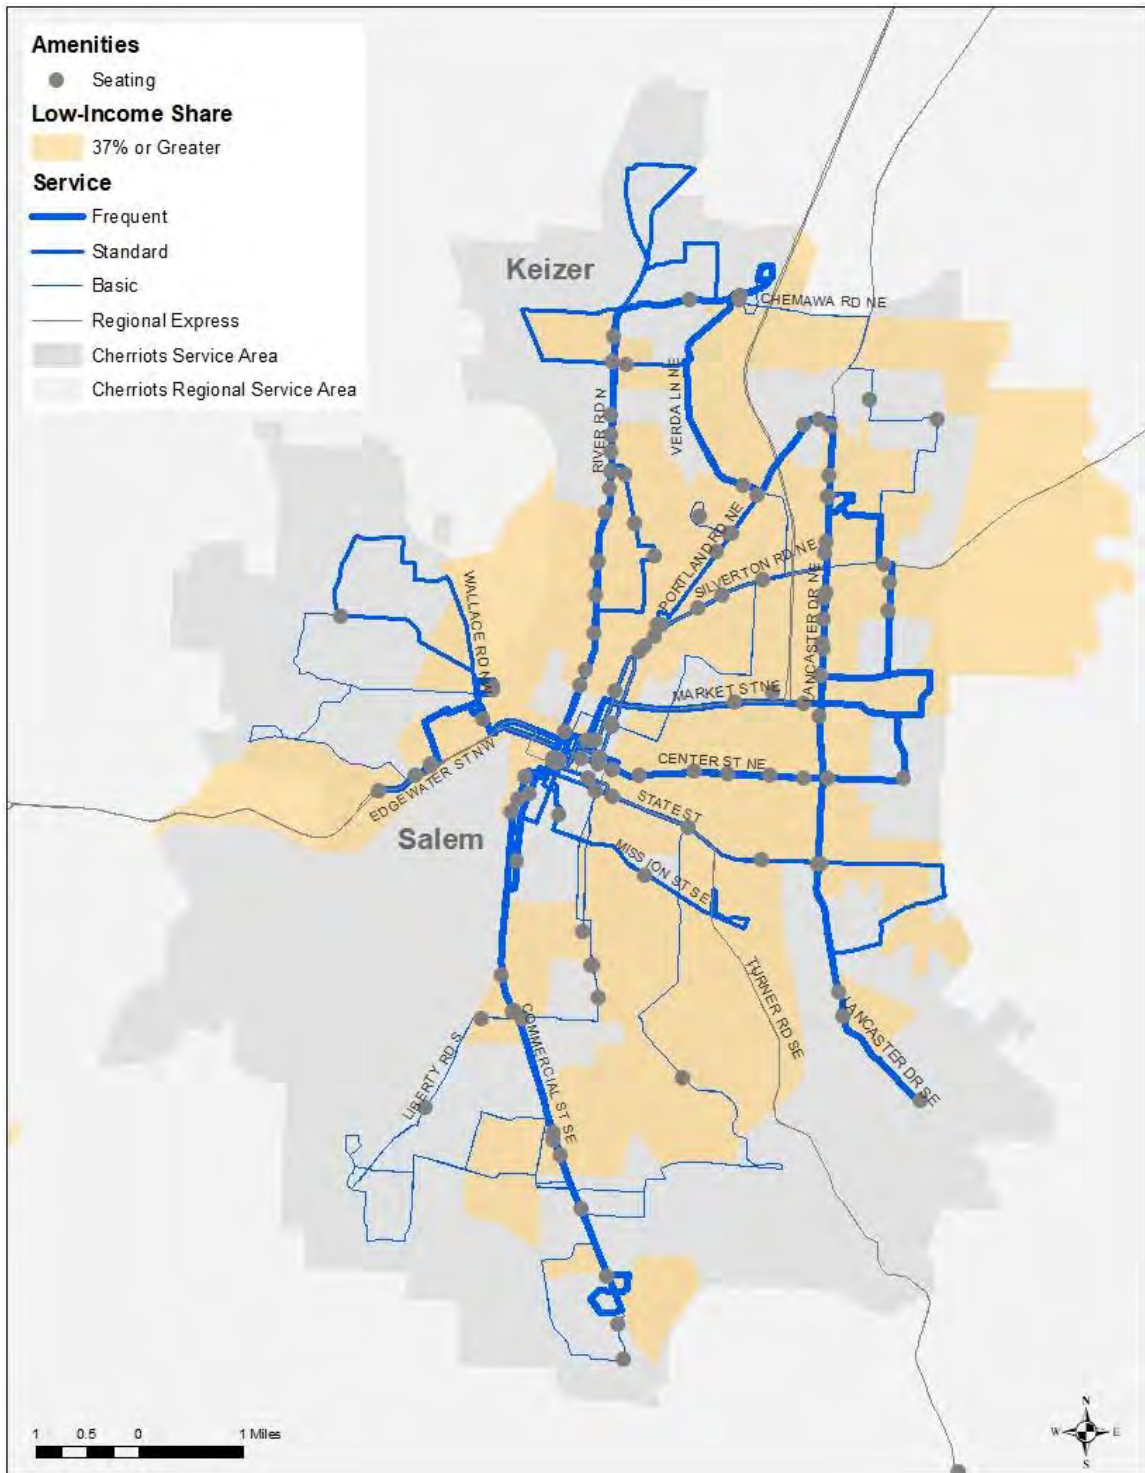 Amenities
Seating
Low-Income Share
37% or Greater
Service
Frequent
Standard
Basic
Regional Express
Cherriots Service Area
Cherriots Regional Service Area
Keizer
CHEMAWA RD NE
RIVER RD N
VERDA LN NE
PORTLAND RD NE
SILVERTON RD NE
LANCASTER DR NE
WALLACE RD NW
MARKET ST NE
CENTER ST NE
EDGEWATER ST NW
STATE ST
Salem
MISSION ST SE
TURNER RD SE
LANCASTER DR SE
COMMERCIAL ST SE
LIBERTY RD S
1 0.5 0 1 Miles
N
W E
S